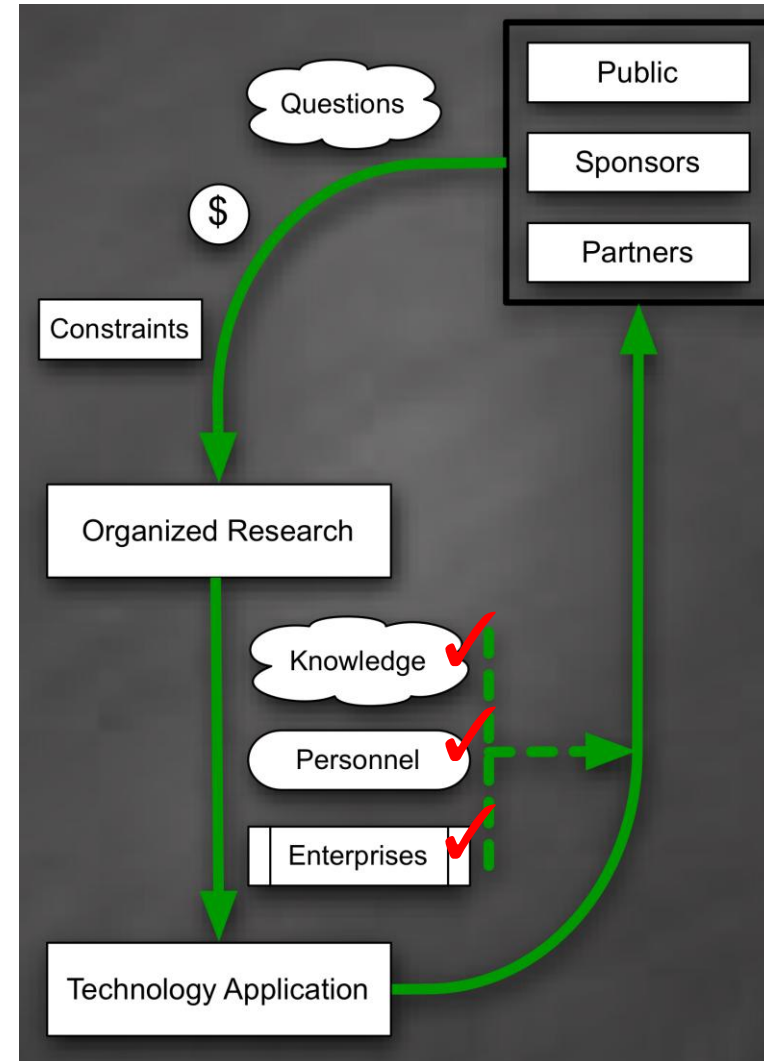 Public
Questions
Sponsors
$
Partners
Constraints
Organized Research
Knowledge
Personnel
Enterprises
Technology Application